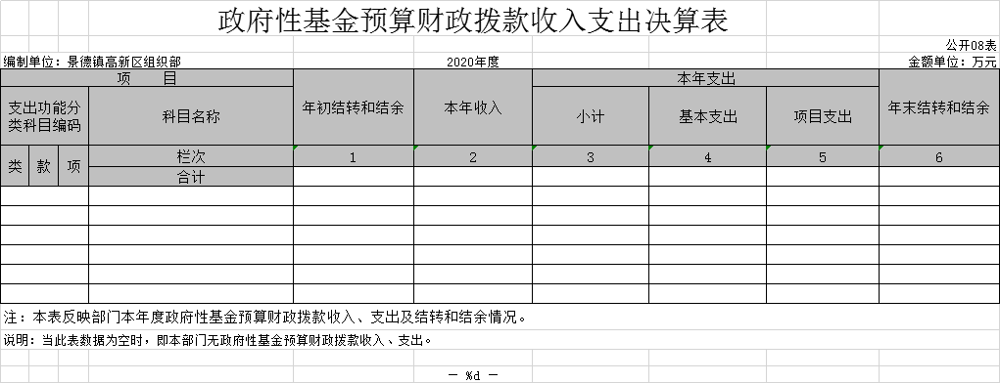 政府性基金预算财政拨款收入支出决算表
公开08表
编制单位：景德镇高新区组织部 2020年度 金额单位：万元
项 目 本年支出
支出功能分类科目编码 科目名称 年初结转和结余 本年收入 小计 基本支出 项目支出 年末结转和结余
类 款 项 栏次 1 2 3 4 5 6
合计
注：本表反映部门本年度政府性基金预算财政拨款收入、支出及结转和结余情况。
说明：当此表数据为空时，即本部门无政府性基金预算财政拨款收入、支出。
— %d —